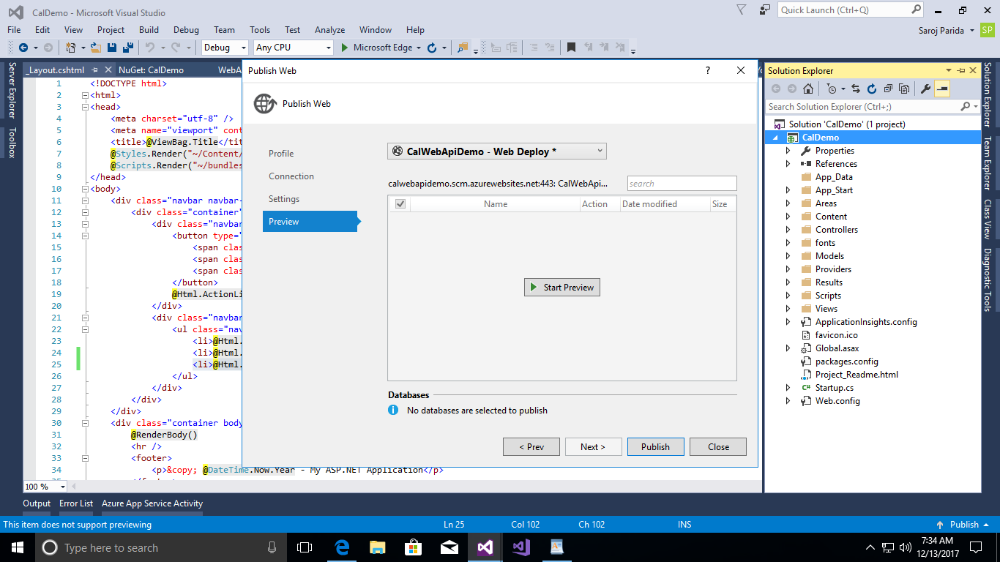 CalDemo - Microsoft Visual Studio
Quick Launch (Ctrl+Q)
File Edit View Project Build Debug Team Tools Test Analyze Window Help
Saroj Parida SP
Debug Any CPU Microsoft Edge
Server Explorer
Toolbox
_Layout.cshtml NuGet: CalDemo WebA
1 <!DOCTYPE html>
2 <html>
3 <head>
4 <meta charset="utf-8" />
5 <meta name="viewport" cont
6 <title>@ViewBag.Title</tit
7 @Styles.Render("~/Content/
8 @Scripts.Render("~/bundles
9 </head>
10 <body>
11 <div class="navbar navbar-
12 <div class="container"
13 <div class="navbar
14 <button type="
15 <span clas
16 <span clas
17 <span clas
18 </button>
19 @Html.ActionLi
20 </div>
21 <div class="navbar
22 <ul class="nav
23 <li>@Html.
24 <li>@Html.
25 <li>@Html.
26 </ul>
27 </div>
28 </div>
29 </div>
30 <div class="container body
31 @RenderBody()
32 <hr />
33 <footer>
34 <p>&copy; @DateTime.Now.Year - My ASP.NET Application</p>
100 %
Publish Web
?
Publish Web
Profile
Connection
Settings
Preview
CalWebApiDemo - Web Deploy *
calwebapidemo.scm.azurewebsites.net:443: CalWebApi...
search
Name Action Date modified Size
Start Preview
Databases
No databases are selected to publish
< Prev Next > Publish Close
Solution Explorer
Search Solution Explorer (Ctrl+;)
Solution 'CalDemo' (1 project)
CalDemo
Properties
References
App_Data
App_Start
Areas
Content
Controllers
fonts
Models
Providers
Results
Scripts
Views
ApplicationInsights.config
favicon.ico
Global.asax
packages.config
Project_Readme.html
C# Startup.cs
Web.config
Solution Explorer
Team Explorer
Class View
Diagnostic Tools
Output Error List Azure App Service Activity
This item does not support previewing Ln 25 Col 102 Ch 102 INS Publish
Type here to search
7:34 AM
12/13/2017